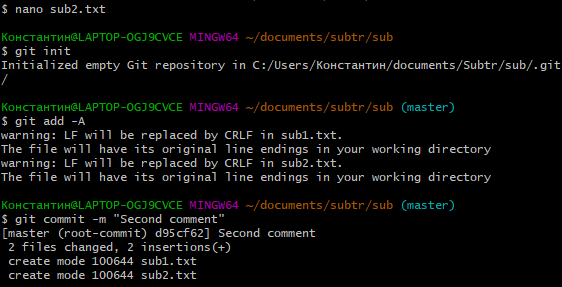 $ nano sub2.txt
Константин@LAPTOP-OGJ9CVCE MINGW64 ~/documents/subtr/sub
$ git init
Initialized empty Git repository in C:/Users/Константин/documents/Subtr/sub/.git
/
Константин@LAPTOP-OGJ9CVCE MINGW64 ~/documents/subtr/sub (master)
$ git add -A
warning: LF will be replaced by CRLF in sub1.txt.
The file will have its original line endings in your working directory
warning: LF will be replaced by CRLF in sub2.txt.
The file will have its original line endings in your working directory
Константин@LAPTOP-OGJ9CVCE MINGW64 ~/documents/subtr/sub (master)
$ git commit -m "Second comment"
[master (root-commit) d95cf62] Second comment
 2 files changed, 2 insertions(+)
 create mode 100644 sub1.txt
 create mode 100644 sub2.txt